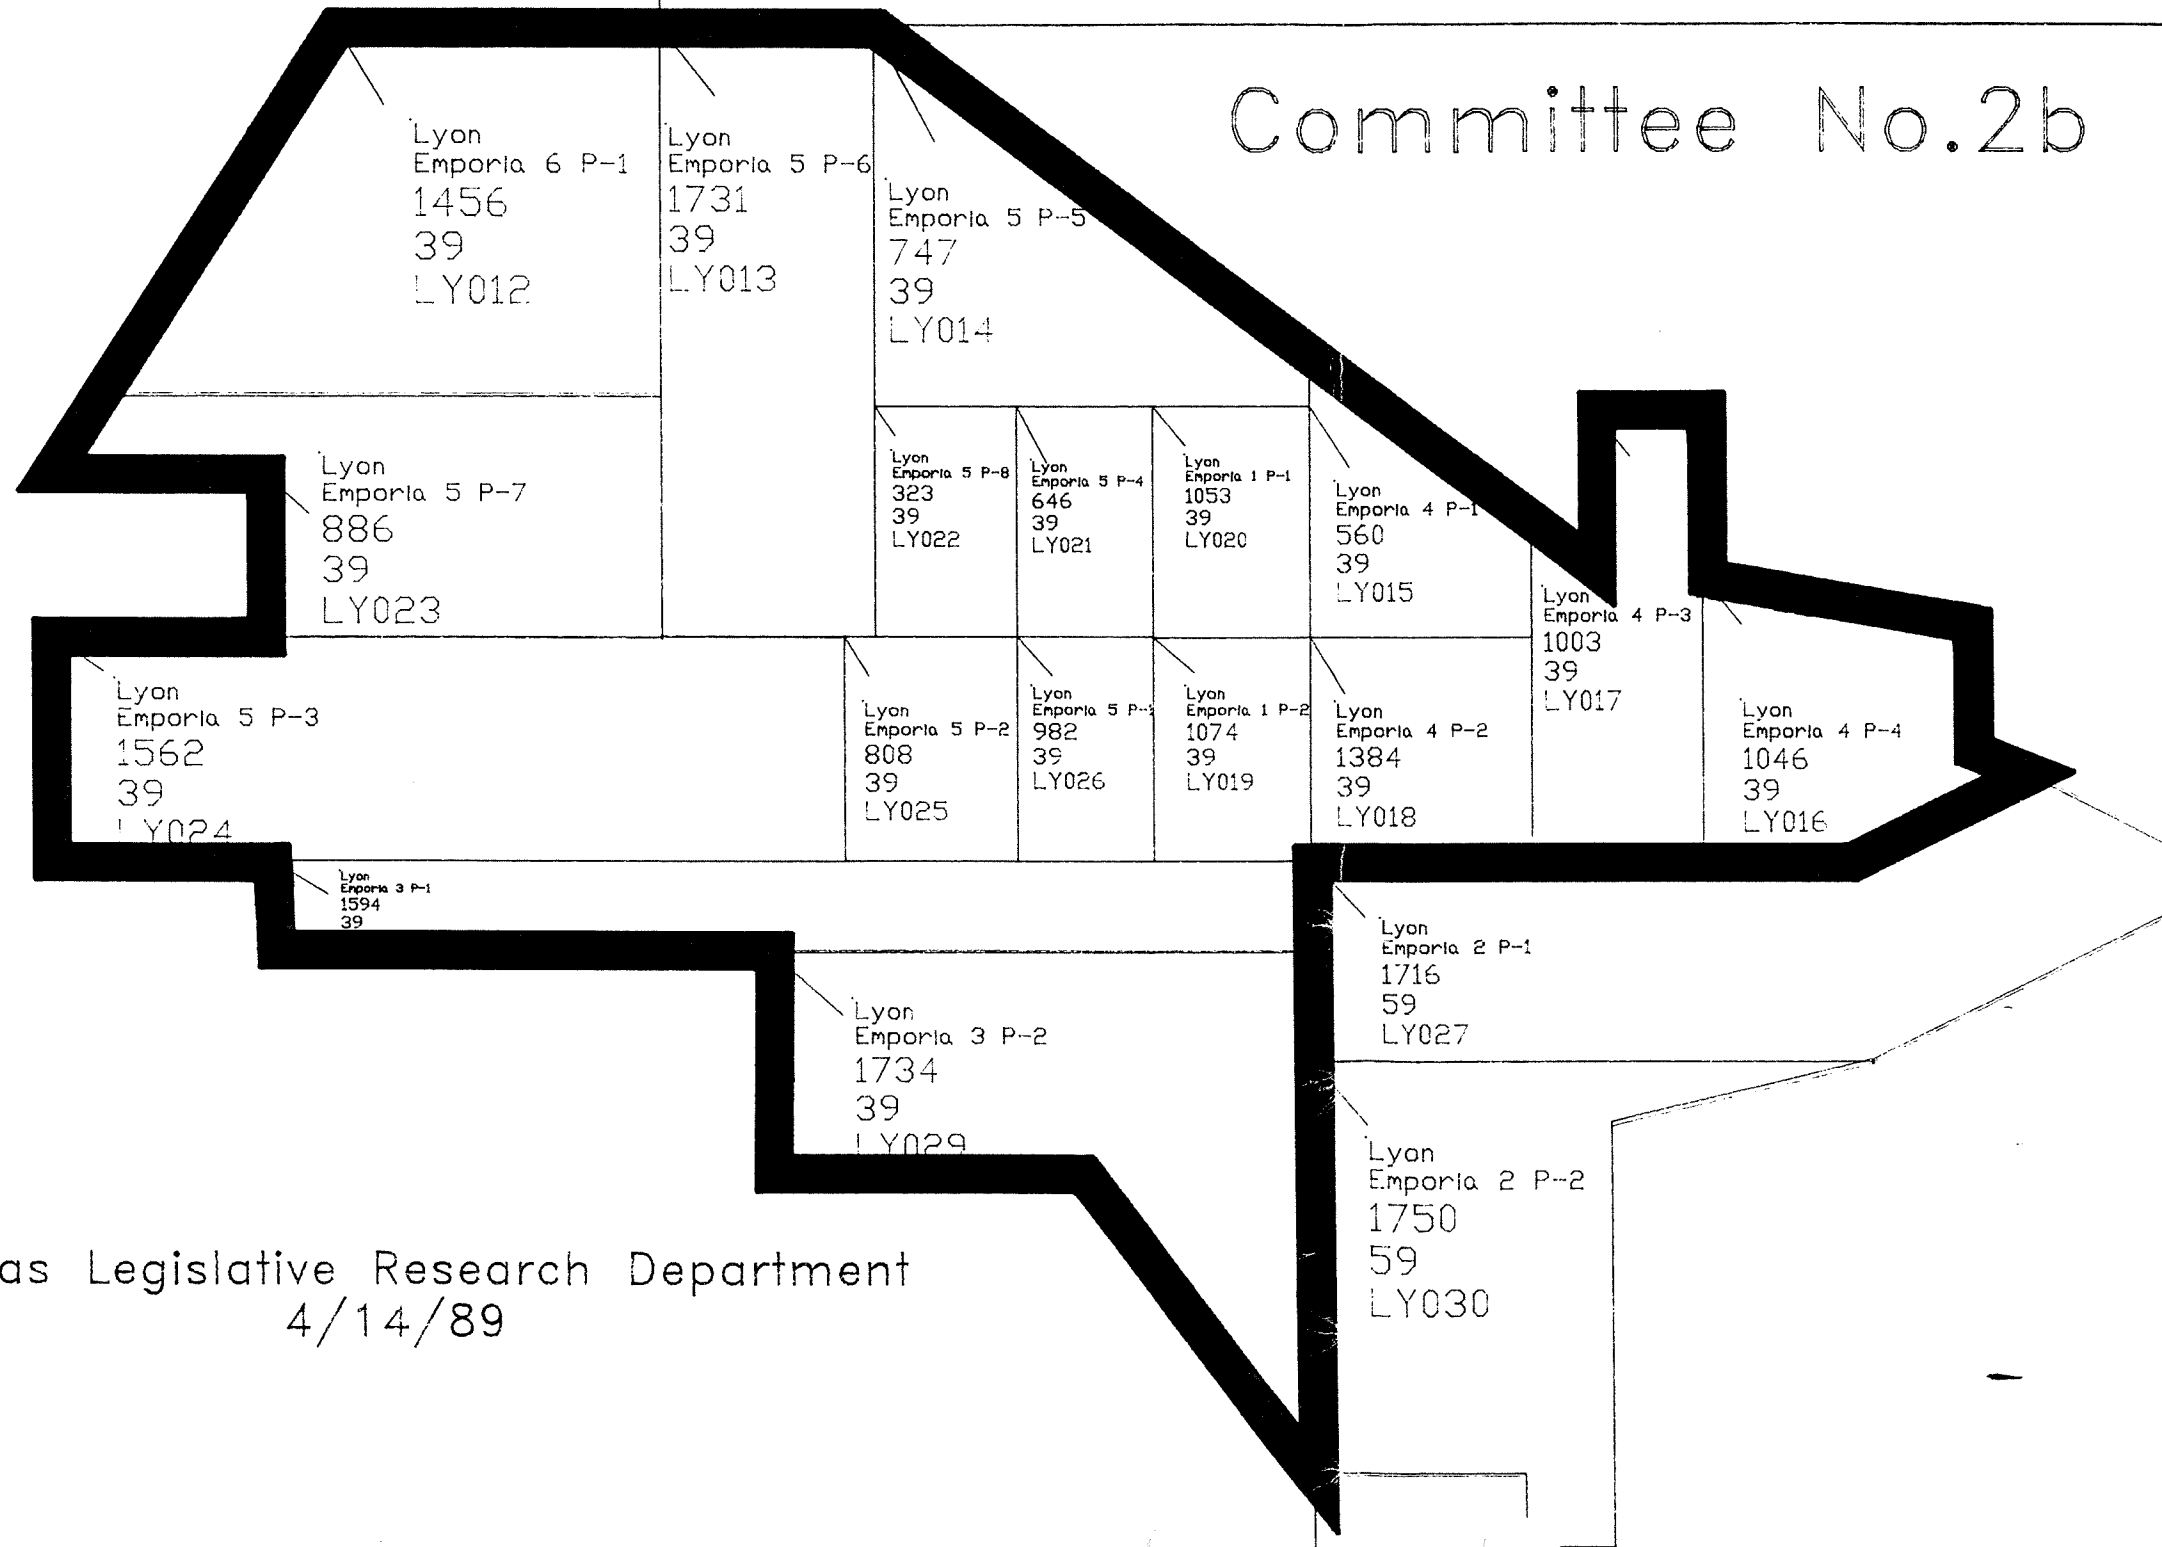 Committee No.2b
Lyon
Emporia 6 P-1
1456
39
LY012
Lyon
Emporia 5 P-6
1731
39
LY013
Lyon
Emporia 5 P-5
747
39
LY014
Lyon
Emporia 5 P-7
886
39
LY023
Lyon
Emporia 5 P-8
323
39
LY022
Lyon
Emporia 5 P-4
646
39
LY021
Lyon
Emporia 1 P-1
1053
39
LY020
Lyon
Emporia 4 P-1
560
39
LY015
Lyon
Emporia 4 P-3
1003
39
LY017
Lyon
Emporia 5 P-3
1562
39
LY024
Lyon
Emporia 5 P-2
808
39
LY025
Lyon
Emporia 5
982
39
LY026
Lyon
Emporia 1 P-2
1074
39
LY019
Lyon
Emporia 4 P-2
1384
39
LY018
Lyon
Emporia 4 P-4
1046
39
LY016
Lyon
Emporia 3 P-1
1594
39
Lyon
Emporia 2 P-1
1716
59
LY027
Lyon
Emporia 3 P-2
1734
39
LY029
Lyon
Emporia 2 P-2
1750
59
LY030
as Legislative Research Department
4/14/89